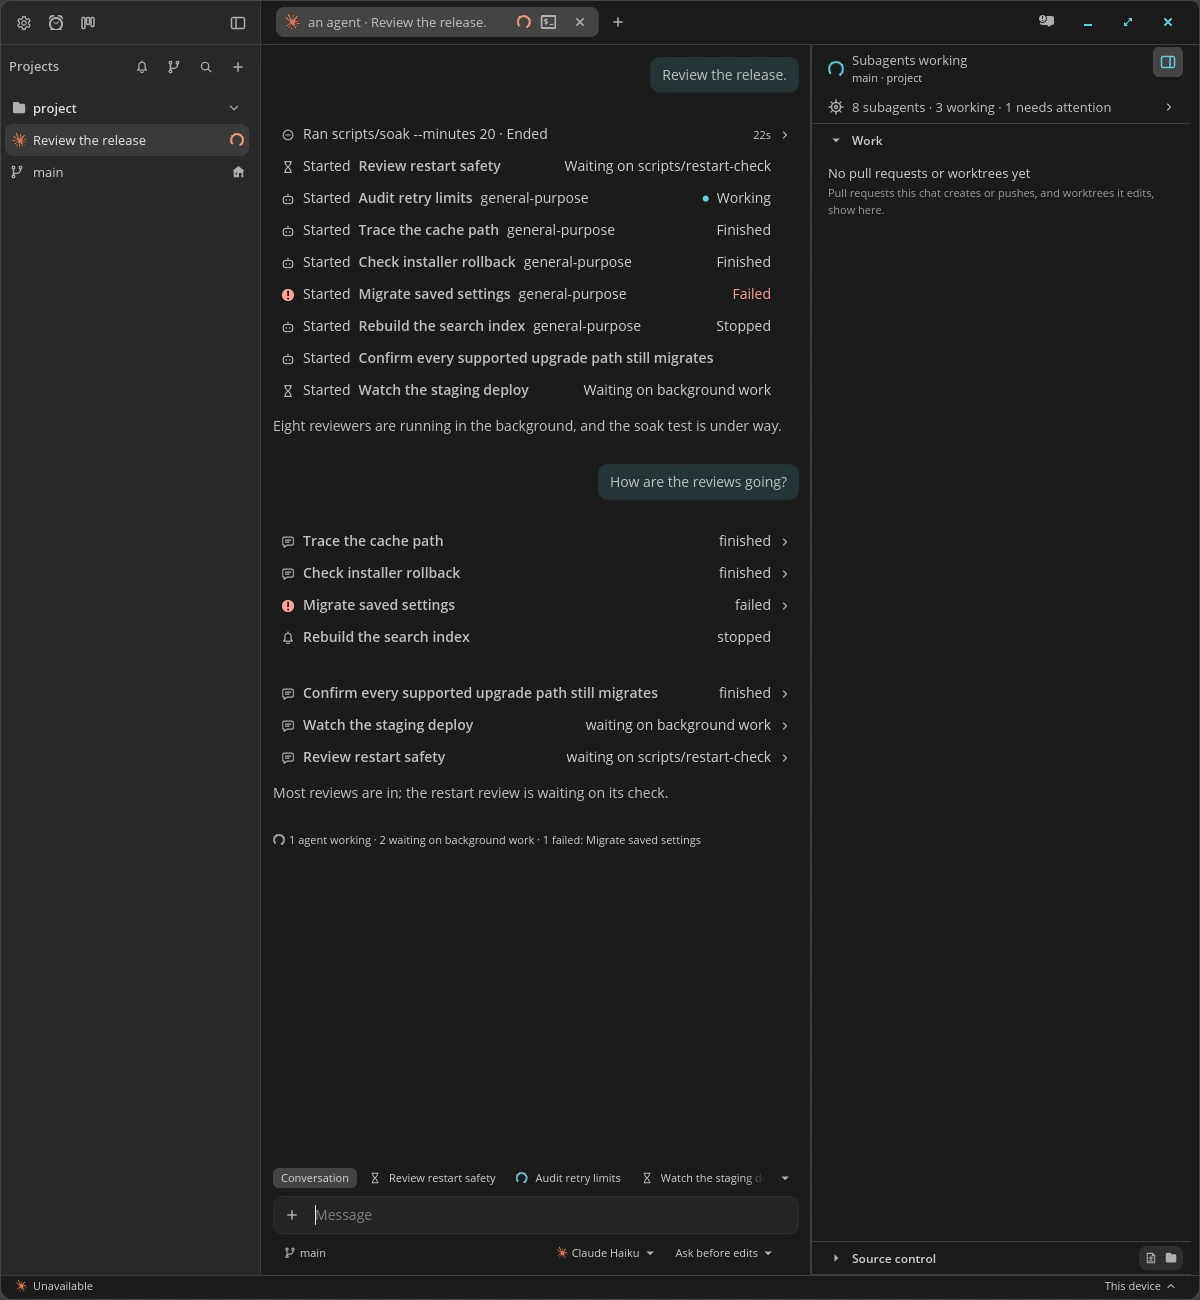 an agent · Review the release.
Projects
project
Review the release
main
Review the release.
Ran scripts/soak --minutes 20 · Ended 22s
Started Review restart safety Waiting on scripts/restart-check
Started Audit retry limits general-purpose Working
Started Trace the cache path general-purpose Finished
Started Check installer rollback general-purpose Finished
Started Migrate saved settings general-purpose Failed
Started Rebuild the search index general-purpose Stopped
Started Confirm every supported upgrade path still migrates
Started Watch the staging deploy Waiting on background work
Eight reviewers are running in the background, and the soak test is under way.
How are the reviews going?
Trace the cache path finished
Check installer rollback finished
Migrate saved settings failed
Rebuild the search index stopped
Confirm every supported upgrade path still migrates finished
Watch the staging deploy waiting on background work
Review restart safety waiting on scripts/restart-check
Most reviews are in; the restart review is waiting on its check.
1 agent working · 2 waiting on background work · 1 failed: Migrate saved settings
Conversation Review restart safety Audit retry limits Watch the staging d
Message
main Claude Haiku Ask before edits
Subagents working
main · project
8 subagents · 3 working · 1 needs attention
Work
No pull requests or worktrees yet
Pull requests this chat creates or pushes, and worktrees it edits,
show here.
Source control
Unavailable
This device